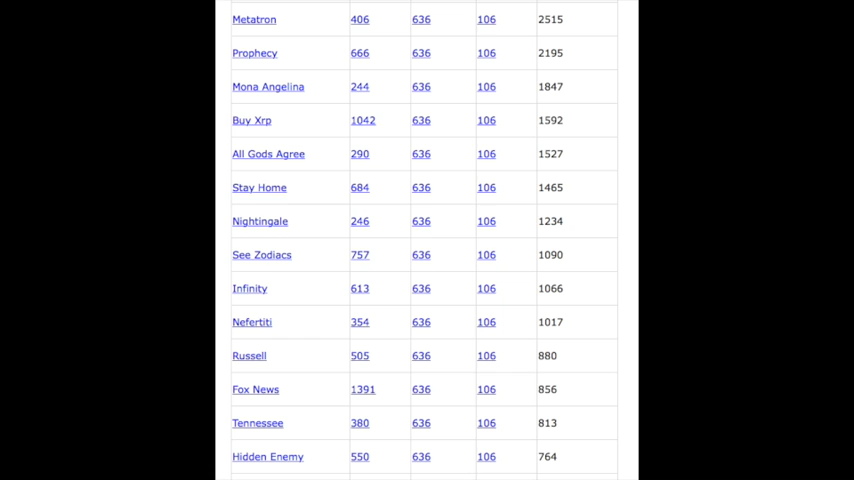 Metatron 406 636 106 2515
Prophecy 666 636 106 2195
Mona Angelina 244 636 106 1847
Buy Xrp 1042 636 106 1592
All Gods Agree 290 636 106 1527
Stay Home 684 636 106 1465
Nightingale 246 636 106 1234
See Zodiacs 757 636 106 1090
Infinity 613 636 106 1066
Nefertiti 354 636 106 1017
Russell 505 636 106 880
Fox News 1391 636 106 856
Tennessee 380 636 106 813
Hidden Enemy 550 636 106 764